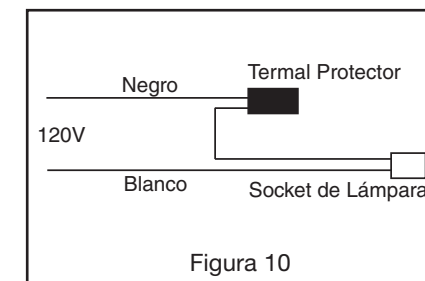 Termal Protector
Negro
120V
Blanco
Socket de Lámpara
Figura 10